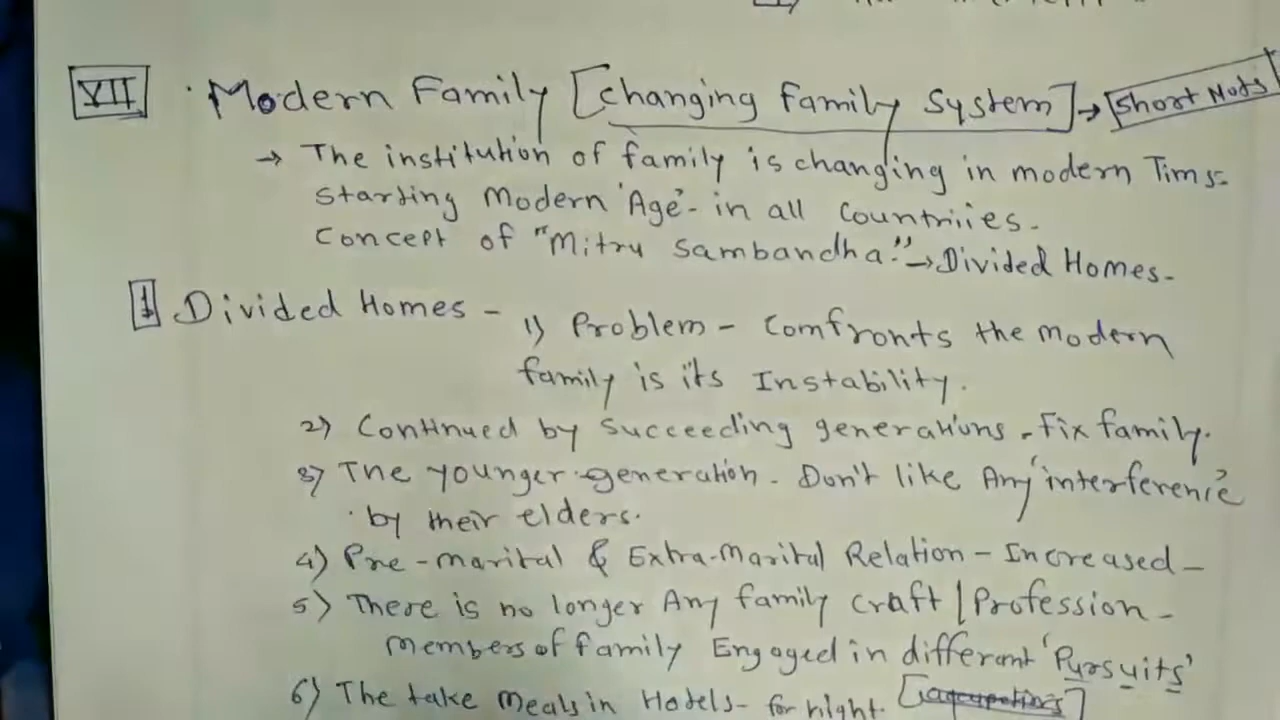 VII · Modern Family [Changing family System] → Short Nots
→ The institution of family is changing in modern Tims-
Starting Modern 'Age'- in all Countriies.
Concept of "Mitru Sambandha" → Divided Homes-
1 Divided Homes -
1) Problem - Comfronts the modern
family is its Instability.
2) Continued by Succeeding generations. Fix family.
3) The younger generation. Don't like Any 'interferenie'
by their elders.
4) Pre-marital & Extra-Marital Relation - Increased -
5) There is no longer Any family craft / Profession -
members of family Engaged in different 'Pursuits'
6) The take Meals in Hotels- for night.